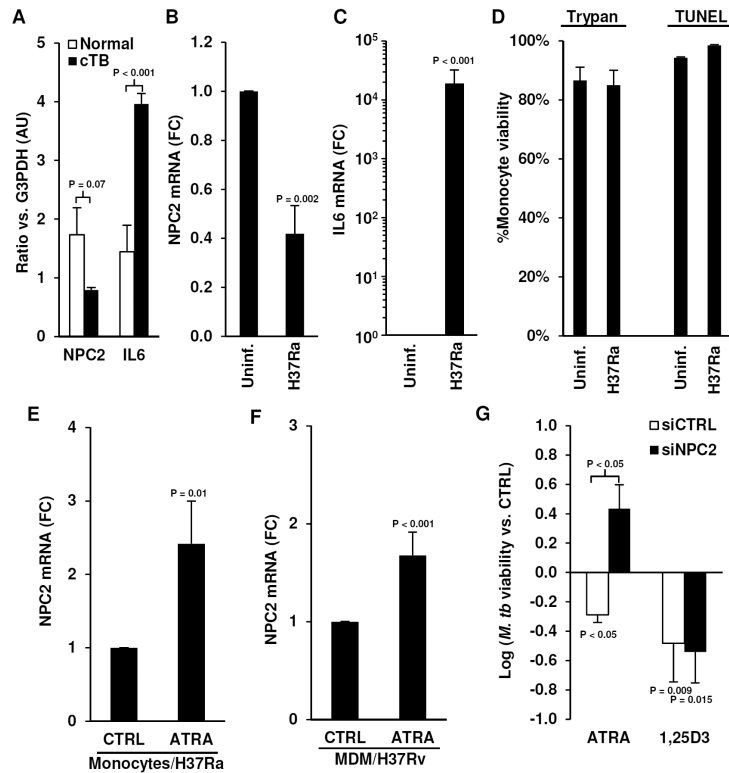 A
Normal
cTB
P < 0.001
P = 0.07
Ratio vs. G3PDH (AU)
5
4
3
2
1
0
NPC2 IL6
B
NPC2 mRNA (FC)
1.2
1.0
0.8
0.6
0.4
0.2
0.0
P = 0.002
Uninf.
H37Ra
C
IL6 mRNA (FC)
10⁵
10⁴
10³
10²
10¹
10⁰
P < 0.001
Uninf.
H37Ra
D
Trypan TUNEL
%Monocyte viability
100%
80%
60%
40%
20%
0%
Uninf.
H37Ra
Uninf.
H37Ra
E
NPC2 mRNA (FC)
4
3
2
1
0
P = 0.01
CTRL ATRA
Monocytes/H37Ra
F
NPC2 mRNA (FC)
3
2
1
0
P < 0.001
CTRL ATRA
MDM/H37Rv
G
siCTRL
siNPC2
Log (M. tb viability vs. CTRL)
1.0
0.8
0.6
0.4
0.2
0.0
-0.2
-0.4
-0.6
-0.8
-1.0
P < 0.05
P < 0.05
P = 0.009
P = 0.015
ATRA 1,25D3